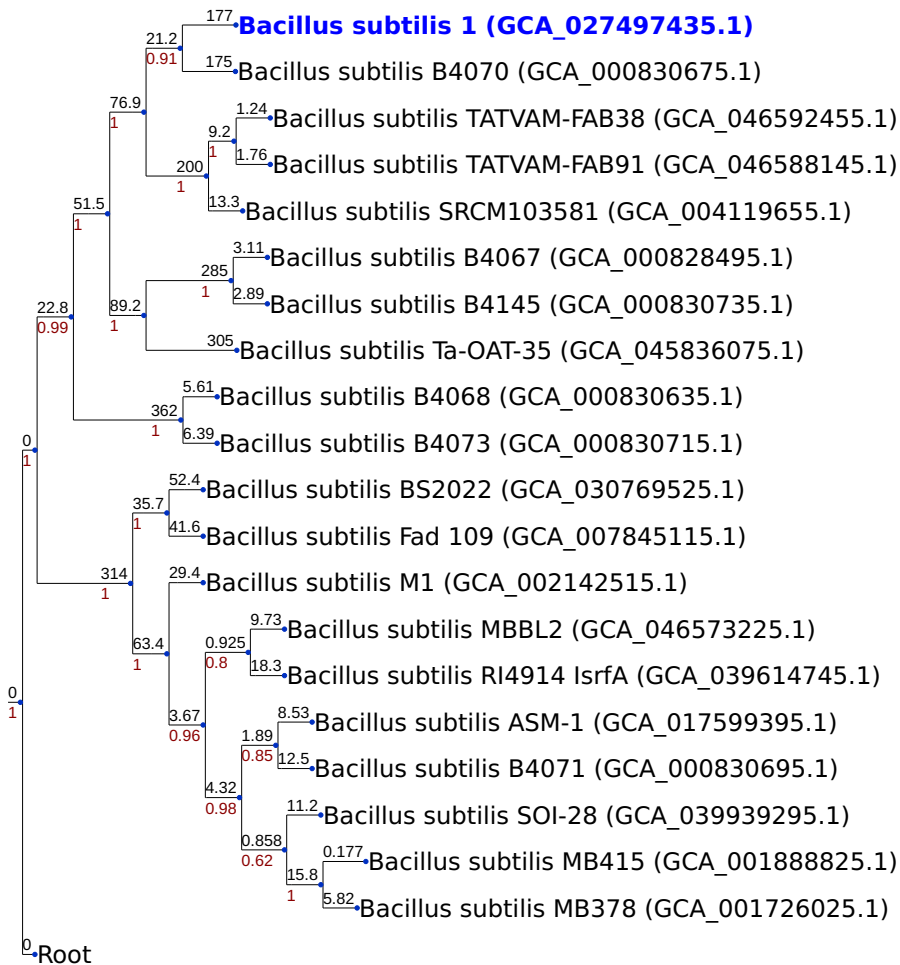 177
Bacillus subtilis 1 (GCA_027497435.1)
21.2
0.91
175
Bacillus subtilis B4070 (GCA_000830675.1)
76.9
1
1.24
Bacillus subtilis TATVAM-FAB38 (GCA_046592455.1)
9.2
1
1.76
Bacillus subtilis TATVAM-FAB91 (GCA_046588145.1)
200
1
13.3
Bacillus subtilis SRCM103581 (GCA_004119655.1)
51.5
1
3.11
Bacillus subtilis B4067 (GCA_000828495.1)
285
1
2.89
Bacillus subtilis B4145 (GCA_000830735.1)
89.2
1
305
Bacillus subtilis Ta-OAT-35 (GCA_045836075.1)
22.8
0.99
5.61
Bacillus subtilis B4068 (GCA_000830635.1)
362
1
6.39
Bacillus subtilis B4073 (GCA_000830715.1)
0
1
52.4
Bacillus subtilis BS2022 (GCA_030769525.1)
35.7
1
41.6
Bacillus subtilis Fad 109 (GCA_007845115.1)
314
1
29.4
Bacillus subtilis M1 (GCA_002142515.1)
63.4
1
9.73
Bacillus subtilis MBBL2 (GCA_046573225.1)
0.925
0.8
18.3
Bacillus subtilis RI4914 IsrfA (GCA_039614745.1)
0
1
3.67
0.96
8.53
Bacillus subtilis ASM-1 (GCA_017599395.1)
1.89
0.85
12.5
Bacillus subtilis B4071 (GCA_000830695.1)
4.32
0.98
11.2
Bacillus subtilis SOI-28 (GCA_039939295.1)
0.858
0.62
0.177
Bacillus subtilis MB415 (GCA_001888825.1)
15.8
1
5.82
Bacillus subtilis MB378 (GCA_001726025.1)
0
Root